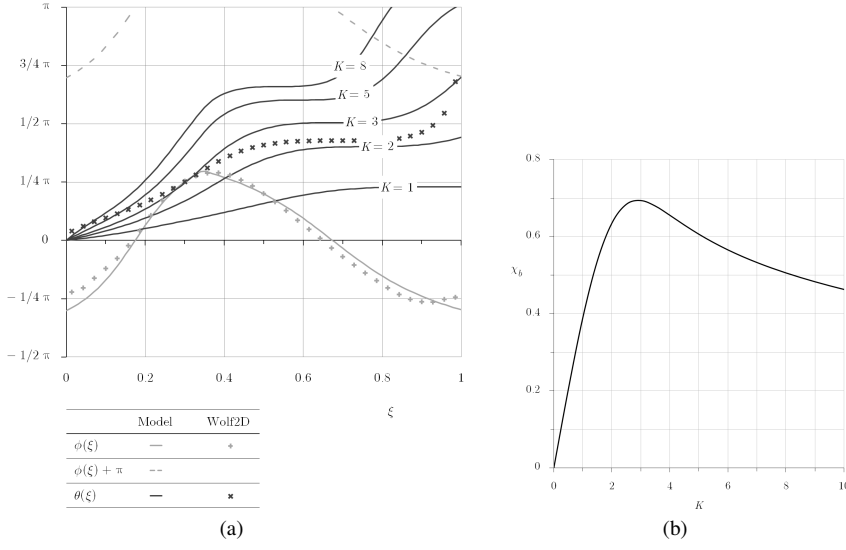 π
3/4 π
1/2 π
1/4 π
0
− 1/4 π
− 1/2 π
K = 8
K = 5
K = 3
K = 2
K = 1
0 0.2 0.4 0.6 0.8 1
ξ
Model Wolf2D
ϕ(ξ)
ϕ(ξ) + π
θ(ξ)
(a)
0.8
0.6
χ_b
0.4
0.2
0
0 2 4 6 8 10
K
(b)